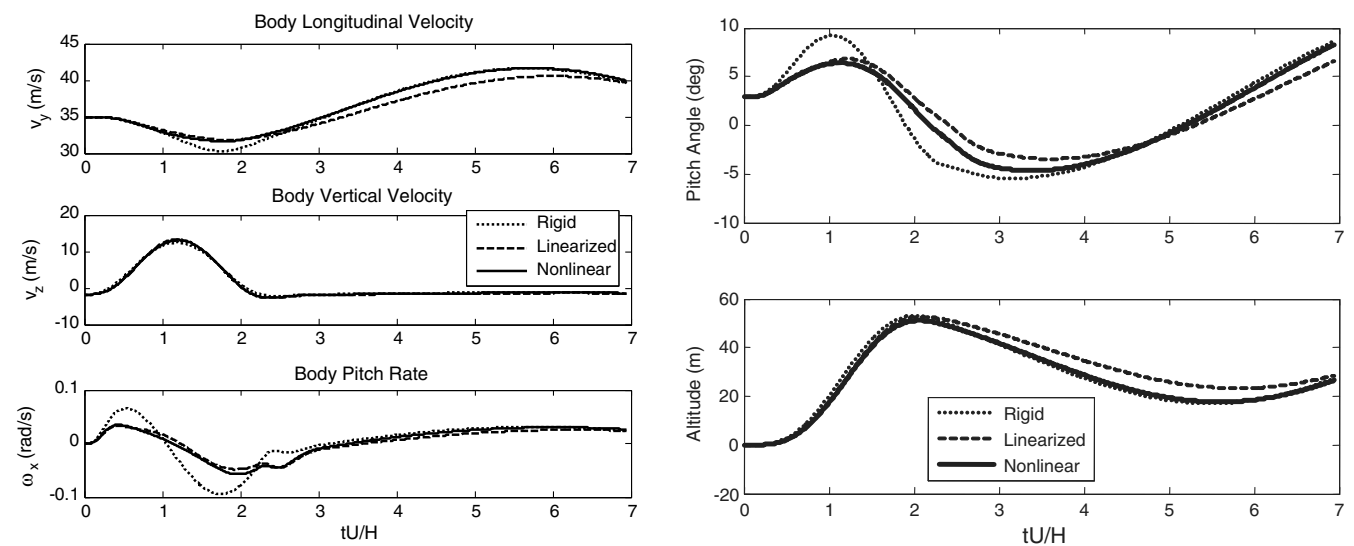 Body Longitudinal Velocity
45
40
35
30
v_y (m/s)
0 1 2 3 4 5 6 7
Body Vertical Velocity
20
10
0
-10
v_z (m/s)
Rigid
Linearized
Nonlinear
0 1 2 3 4 5 6 7
Body Pitch Rate
0.1
0
-0.1
ω_x (rad/s)
0 1 2 3 4 5 6 7
tU/H
10
5
0
-5
-10
Pitch Angle (deg)
0 1 2 3 4 5 6 7
60
40
20
0
-20
Altitude (m)
Rigid
Linearized
Nonlinear
0 1 2 3 4 5 6 7
tU/H